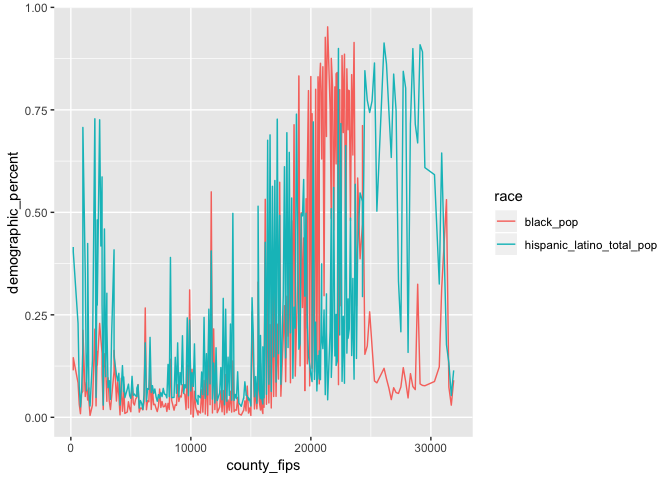 1.00
0.75
0.50
0.25
0.00
demographic_percent
0
10000
20000
30000
county_fips
race
black_pop
hispanic_latino_total_pop